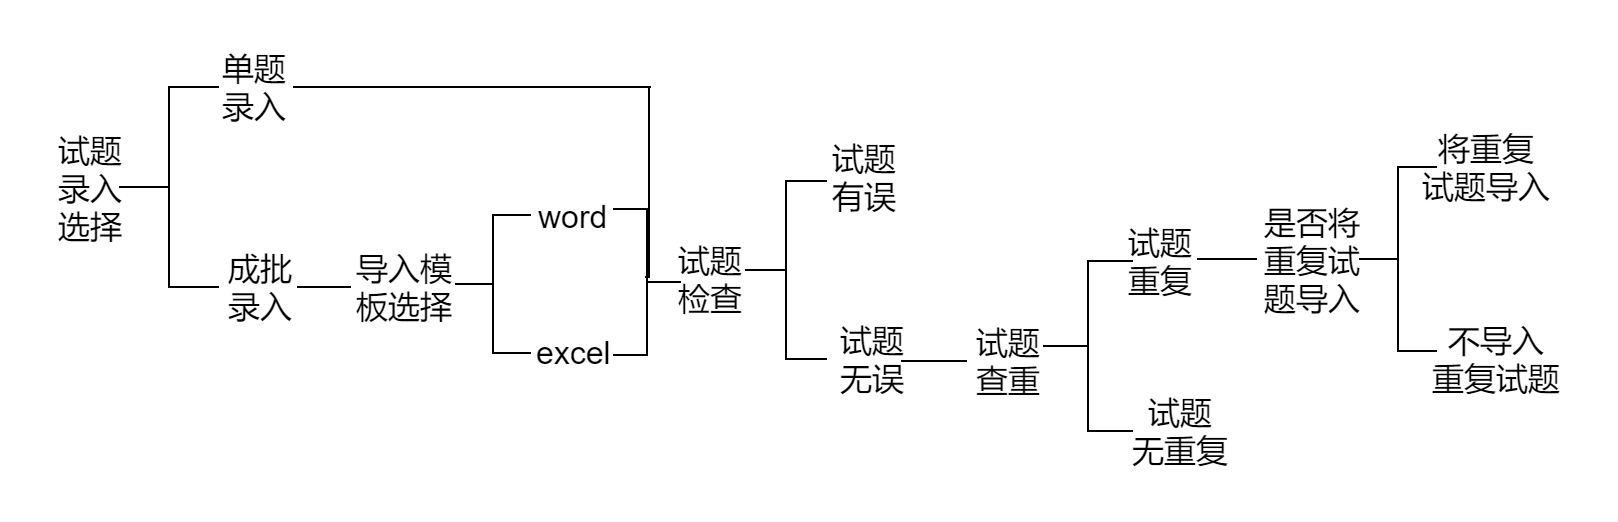 单题
录入
试题
录入
选择
成批
录入
导入模
板选择
word
excel
试题
检查
试题
有误
试题
无误
试题
查重
试题
重复
试题
无重复
是否将
重复试
题导入
将重复
试题导入
不导入
重复试题